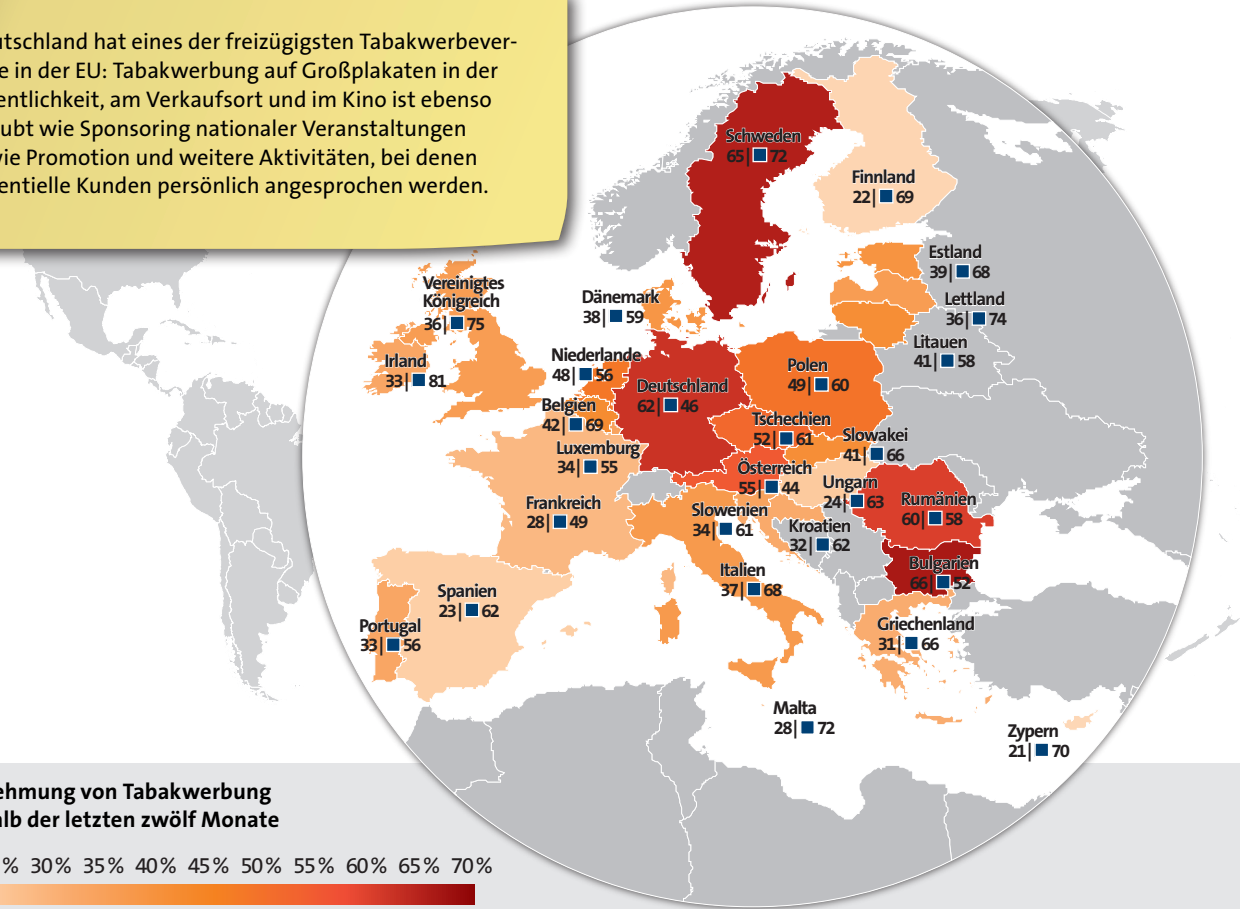 utschland hat eines der freizügigsten Tabakwerbever-
e in der EU: Tabakwerbung auf Großplakaten in der
entlichkeit, am Verkaufsort und im Kino ist ebenso
ubt wie Sponsoring nationaler Veranstaltungen
vie Promotion und weitere Aktivitäten, bei denen
entielle Kunden persönlich angesprochen werden.
Schweden
65| 72
Finnland
22| 69
Estland
39| 68
Vereinigtes
Königreich
36| 75
Dänemark
38| 59
Lettland
36| 74
Litauen
41| 58
Irland
33| 81
Niederlande
48| 56
Polen
49| 60
Deutschland
62| 46
Belgien
42| 69
Tschechien
52| 61
Slowakei
41| 66
Luxemburg
34| 55
Österreich
55| 44
Ungarn
24| 63
Rumänien
60| 58
Frankreich
28| 49
Slowenien
34| 61
Kroatien
32| 62
Bulgarien
66| 52
Italien
37| 68
Spanien
23| 62
Portugal
33| 56
Griechenland
31| 66
Malta
28| 72
Zypern
21| 70
ehmung von Tabakwerbung
alb der letzten zwölf Monate
% 30% 35% 40% 45% 50% 55% 60% 65% 70%